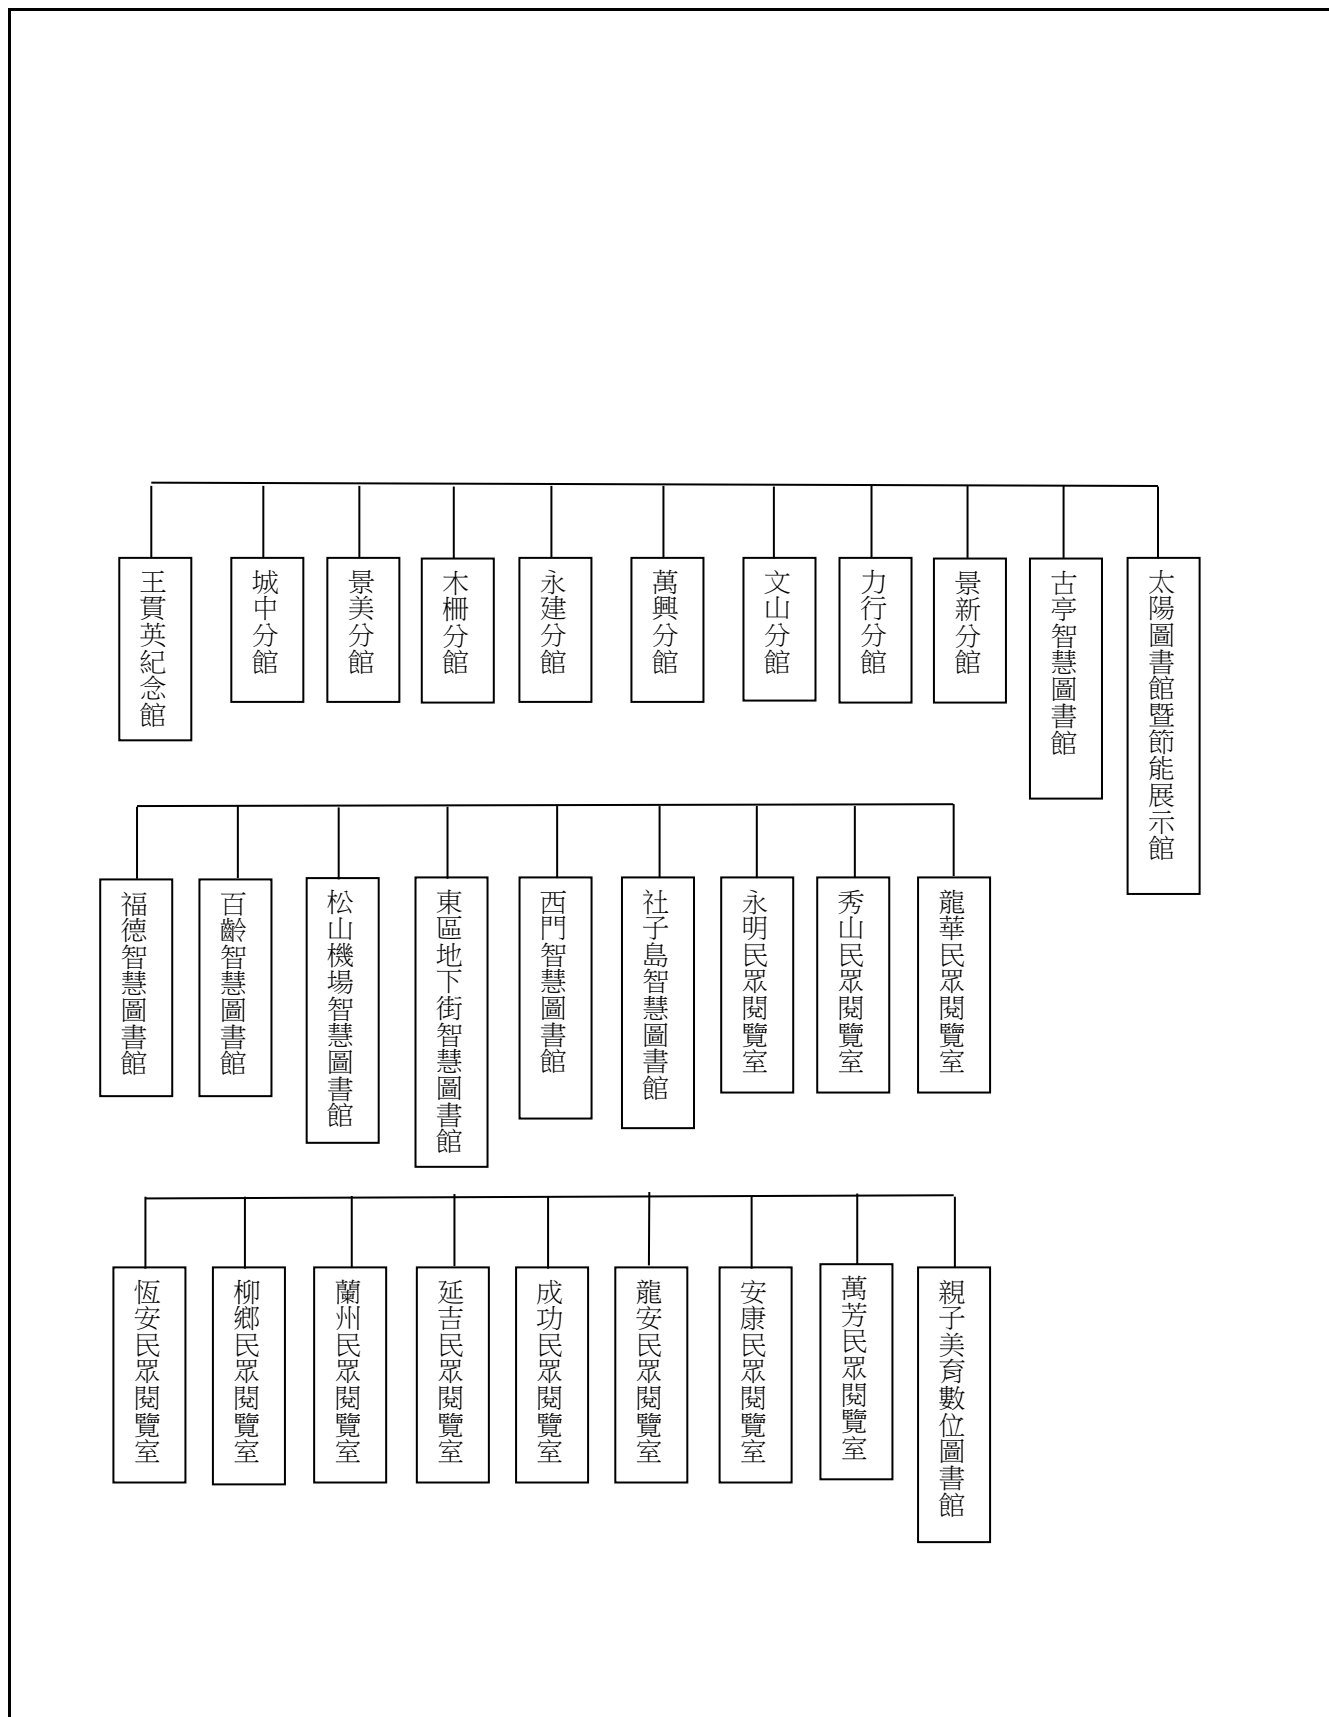 王貫英紀念館
城中分館
景美分館
木柵分館
永建分館
萬興分館
文山分館
力行分館
景新分館
古亭智慧圖書館
太陽圖書館暨節能展示館
福德智慧圖書館
百齡智慧圖書館
松山機場智慧圖書館
東區地下街智慧圖書館
西門智慧圖書館
社子島智慧圖書館
永明民眾閱覽室
秀山民眾閱覽室
龍華民眾閱覽室
恆安民眾閱覽室
柳鄉民眾閱覽室
蘭州民眾閱覽室
延吉民眾閱覽室
成功民眾閱覽室
龍安民眾閱覽室
安康民眾閱覽室
萬芳民眾閱覽室
親子美育數位圖書館